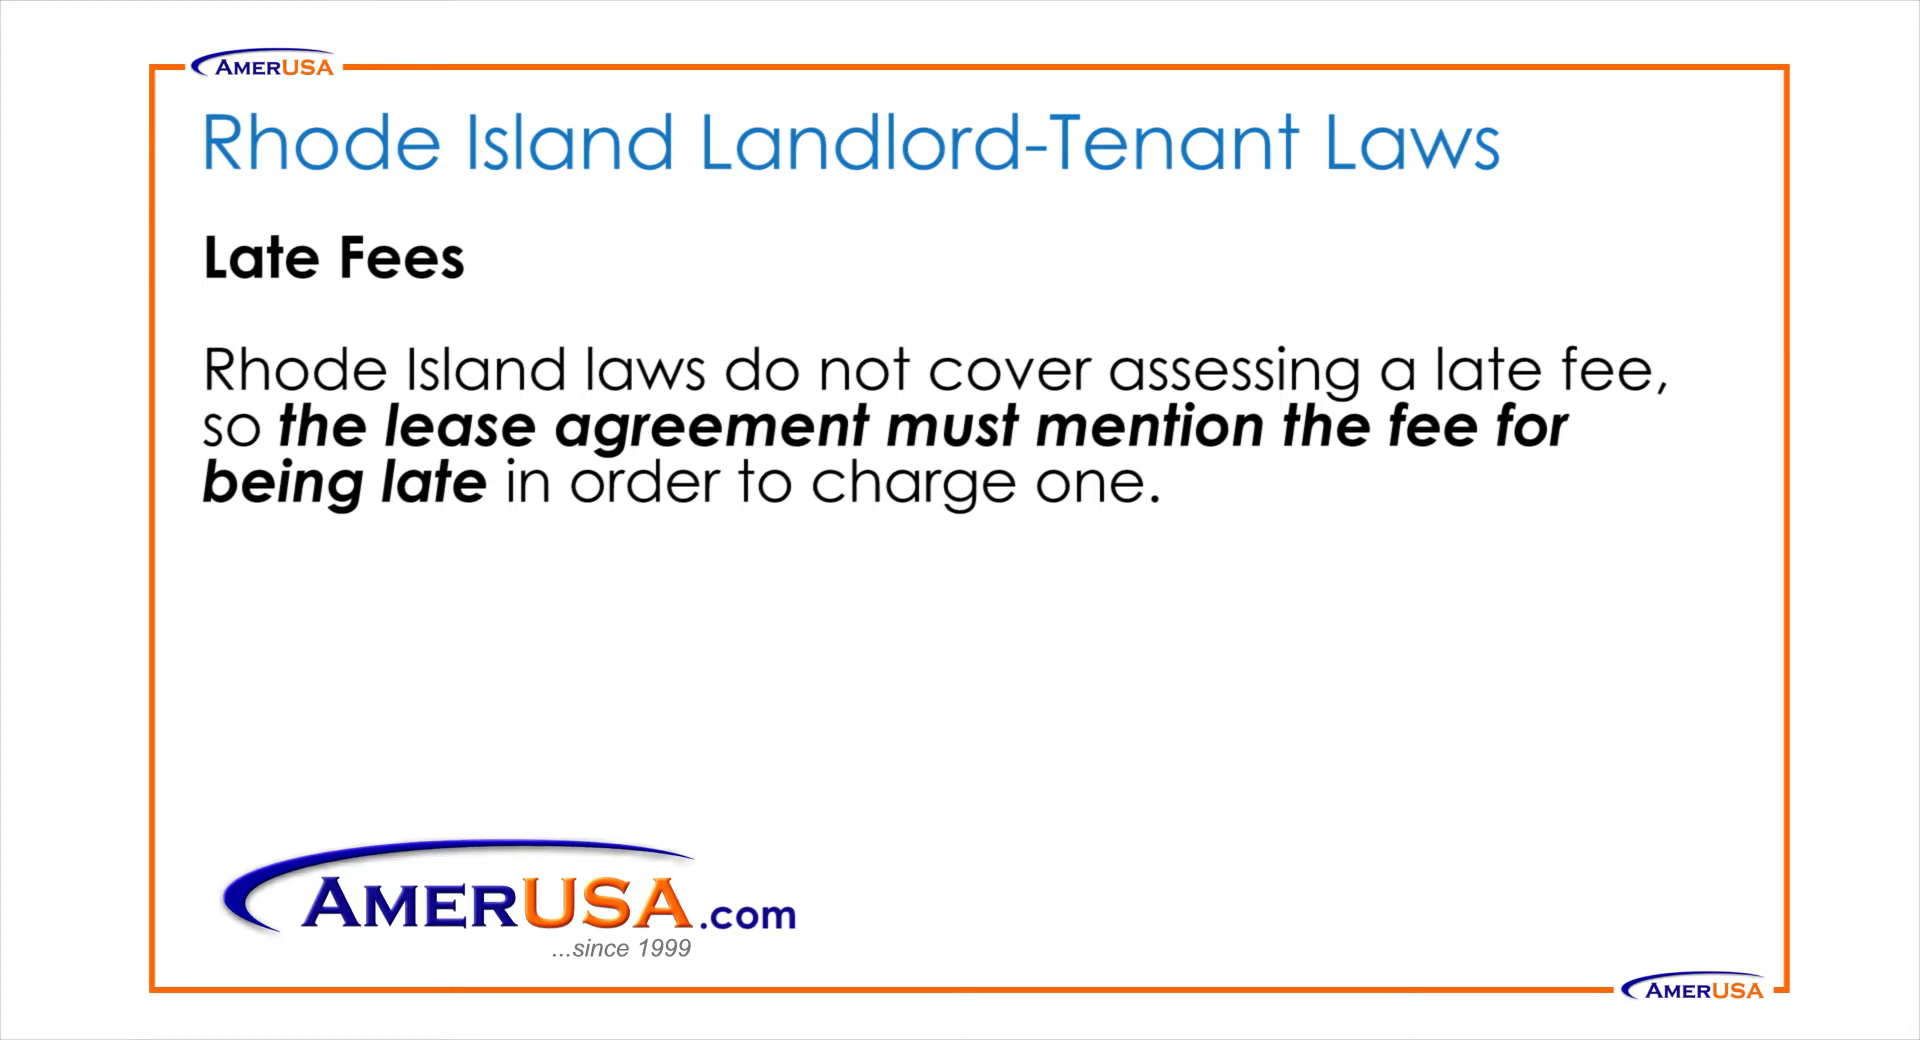 AMERUSA
Rhode Island Landlord-Tenant Laws
Late Fees
Rhode Island laws do not cover assessing a late fee,
so the lease agreement must mention the fee for
being late in order to charge one.
AMERUSA.com
...since 1999
AMERUSA